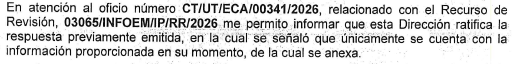 En atención al oficio número CT/UT/ECA/00341/2026, relacionado con el Recurso de
Revisión, 03065/INFOEM/IP/RR/2026 me permito informar que esta Dirección ratifica la
respuesta previamente emitida, en la cual se señaló que únicamente se cuenta con la
información proporcionada en su momento, de la cual se anexa.